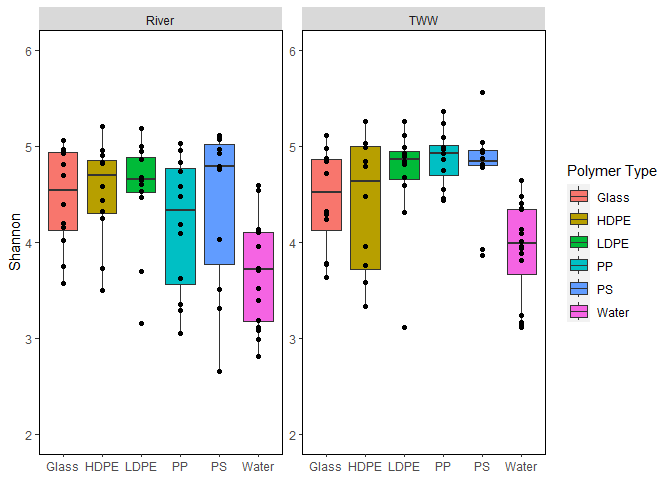 River
TWW
6
5
4
3
2
6
5
4
3
2
Shannon
Glass HDPE LDPE PP PS Water
Glass HDPE LDPE PP PS Water
Polymer Type
Glass
HDPE
LDPE
PP
PS
Water